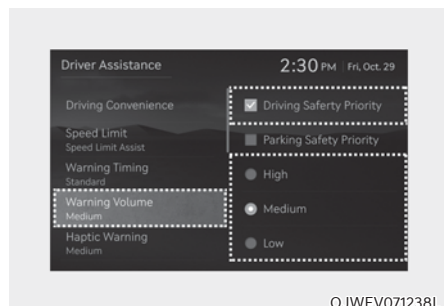 Driver Assistance
2:30 PM Fri, Oct. 29
Driving Convenience
Speed Limit
Speed Limit Assist
Warning Timing
Standard
Warning Volume
Medium
Haptic Warning
Medium
Driving Saferty Priority
Parking Safety Priority
High
Medium
Low
OJWEV071238L